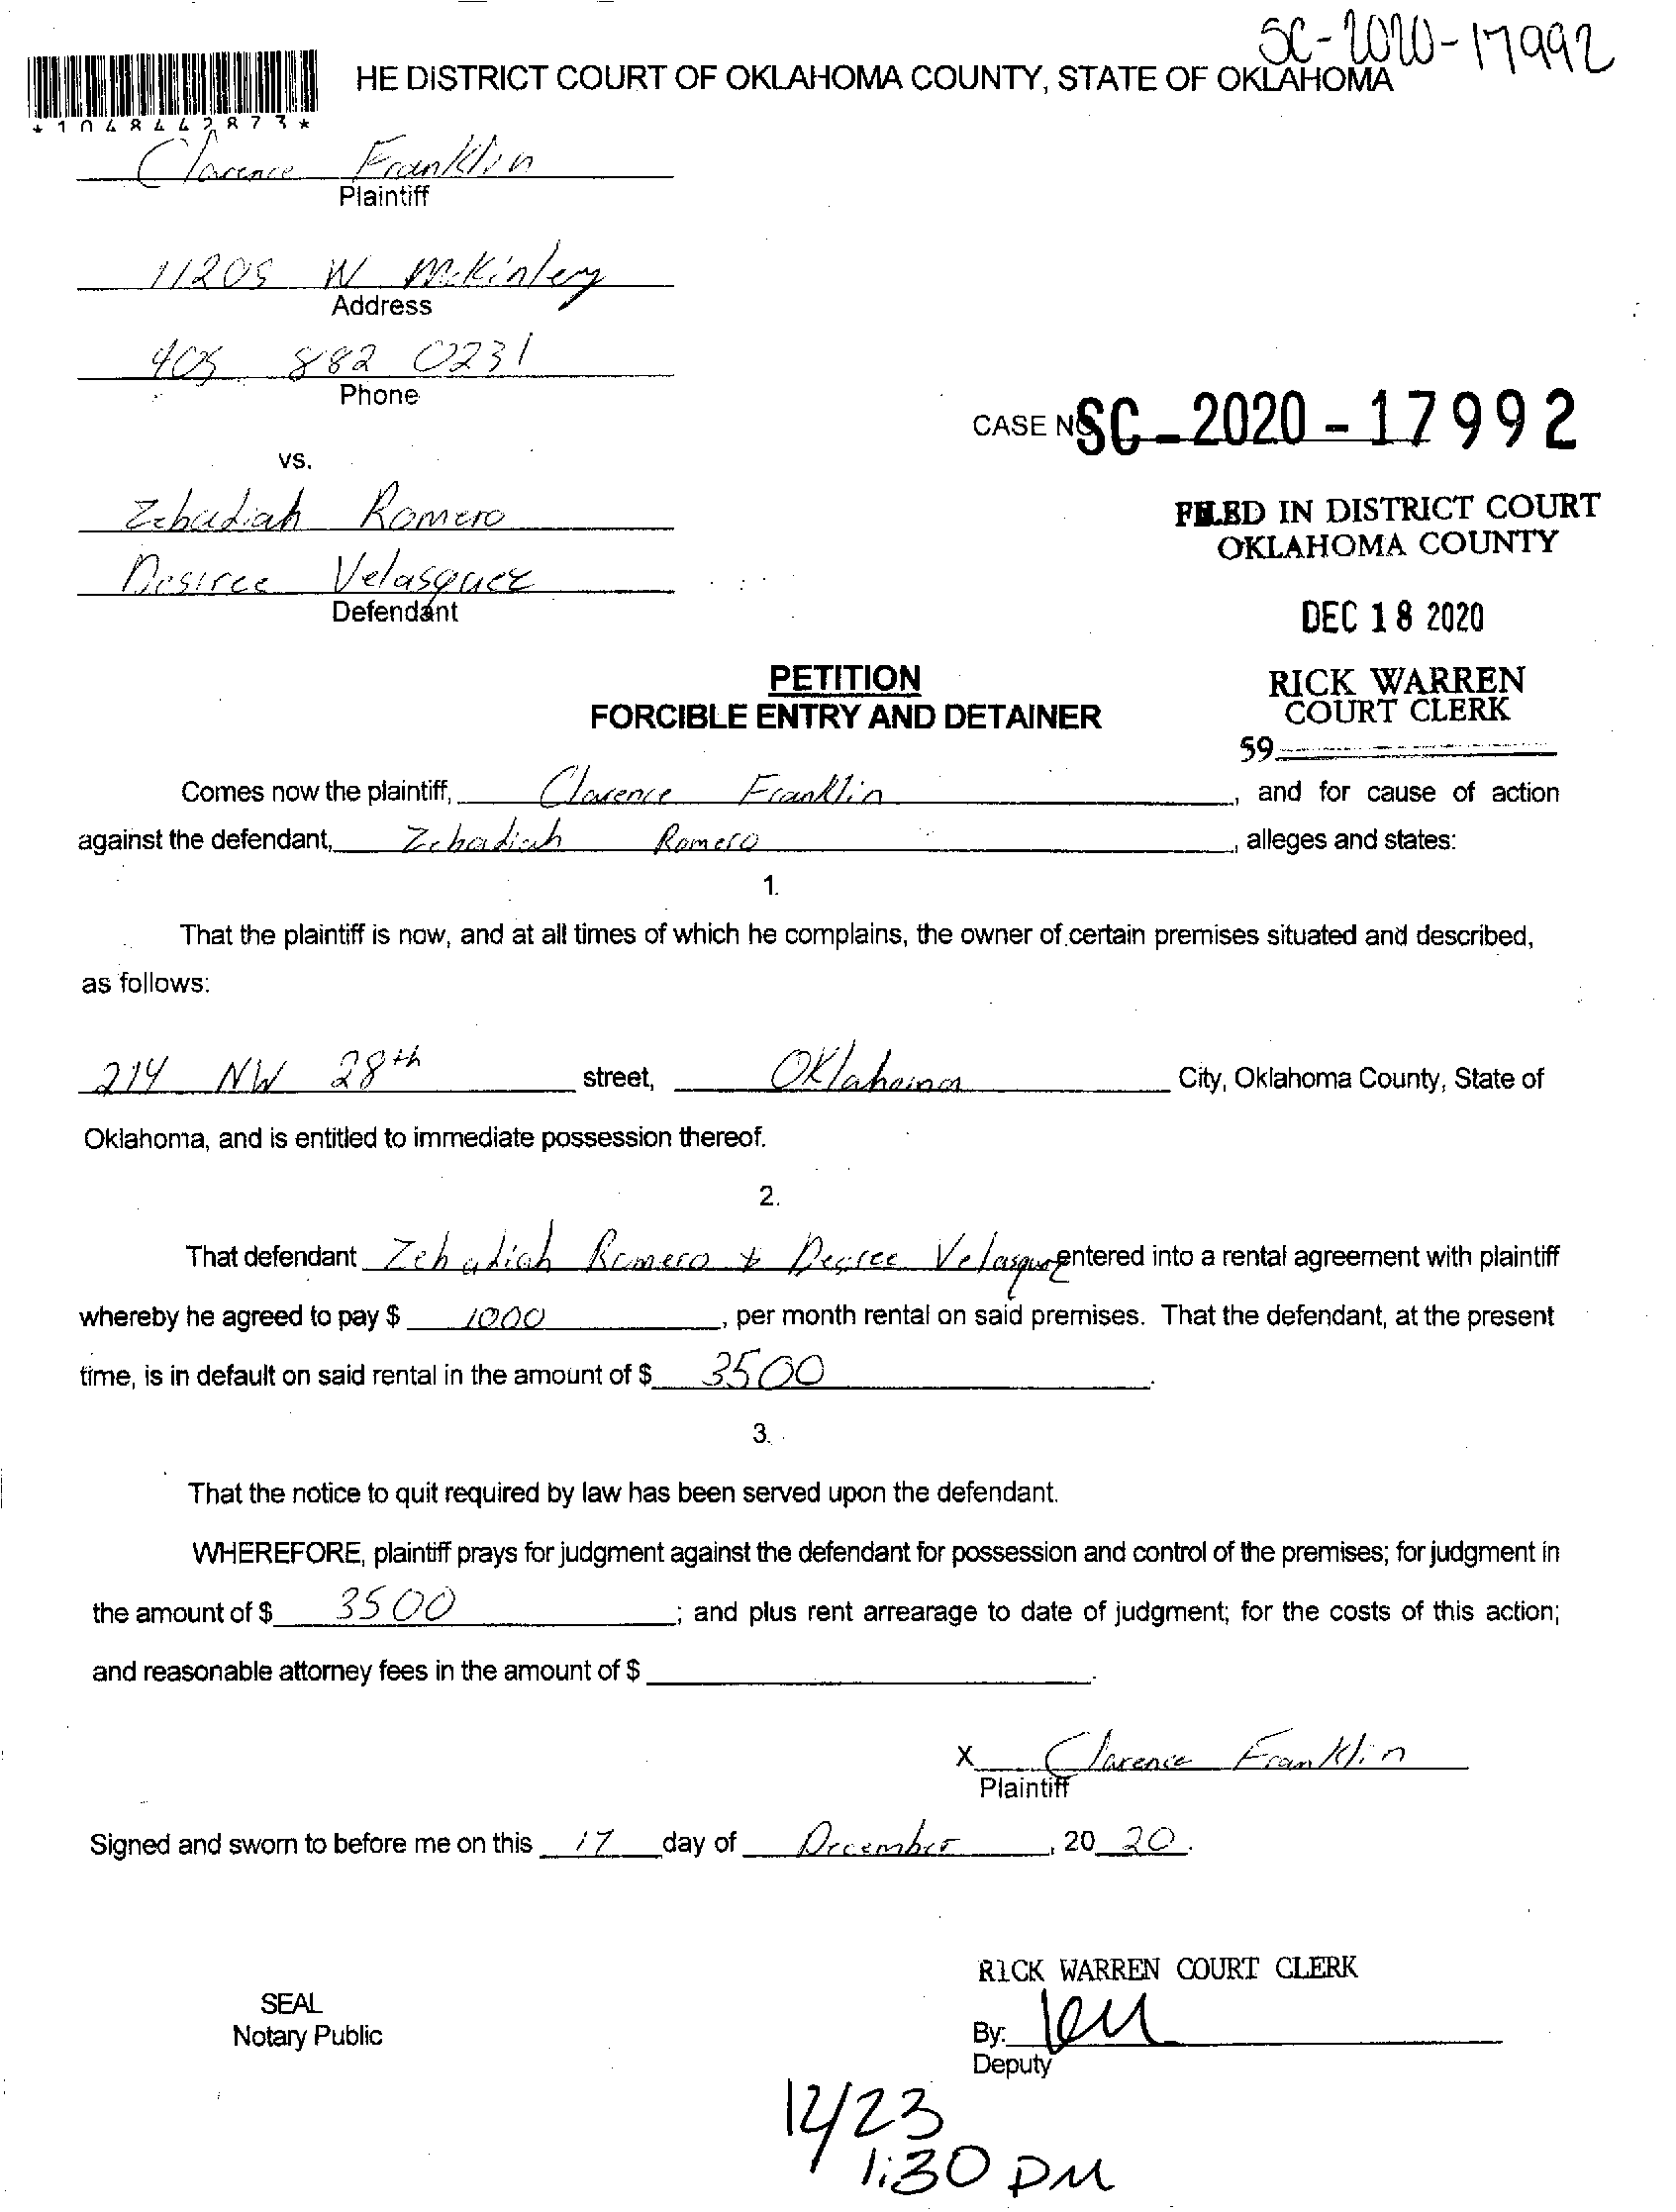 SC-2020-17992
HE DISTRICT COURT OF OKLAHOMA COUNTY, STATE OF OKLAHOMA
*1048442873*
Clarence Franklin
Plaintiff
11205 W McKinley
Address
405 882 0231
Phone
CASE NO SC-2020-17992
vs.
Zebadiah Romero
FILED IN DISTRICT COURT
OKLAHOMA COUNTY
Desiree Velasquez
Defendant
DEC 18 2020
PETITION
FORCIBLE ENTRY AND DETAINER
RICK WARREN
COURT CLERK
59
Comes now the plaintiff, Clarence Franklin, and for cause of action
against the defendant, Zebadiah Romero, alleges and states:
1.
That the plaintiff is now, and at all times of which he complains, the owner of certain premises situated and described,
as follows:
214 NW 28th street, Oklahoma City, Oklahoma County, State of
Oklahoma, and is entitled to immediate possession thereof.
2.
That defendant Zebadiah Romero & Desiree Velasquez entered into a rental agreement with plaintiff
whereby he agreed to pay $ 1000, per month rental on said premises. That the defendant, at the present
time, is in default on said rental in the amount of $ 3500.
3.
That the notice to quit required by law has been served upon the defendant.
WHEREFORE, plaintiff prays for judgment against the defendant for possession and control of the premises; for judgment in
the amount of $ 3500; and plus rent arrearage to date of judgment; for the costs of this action;
and reasonable attorney fees in the amount of $ .
X Clarence Franklin
Plaintiff
Signed and sworn to before me on this 17 day of December, 20 20.
RICK WARREN COURT CLERK
SEAL
Notary Public
By:
Deputy
12/23
1:30 PM